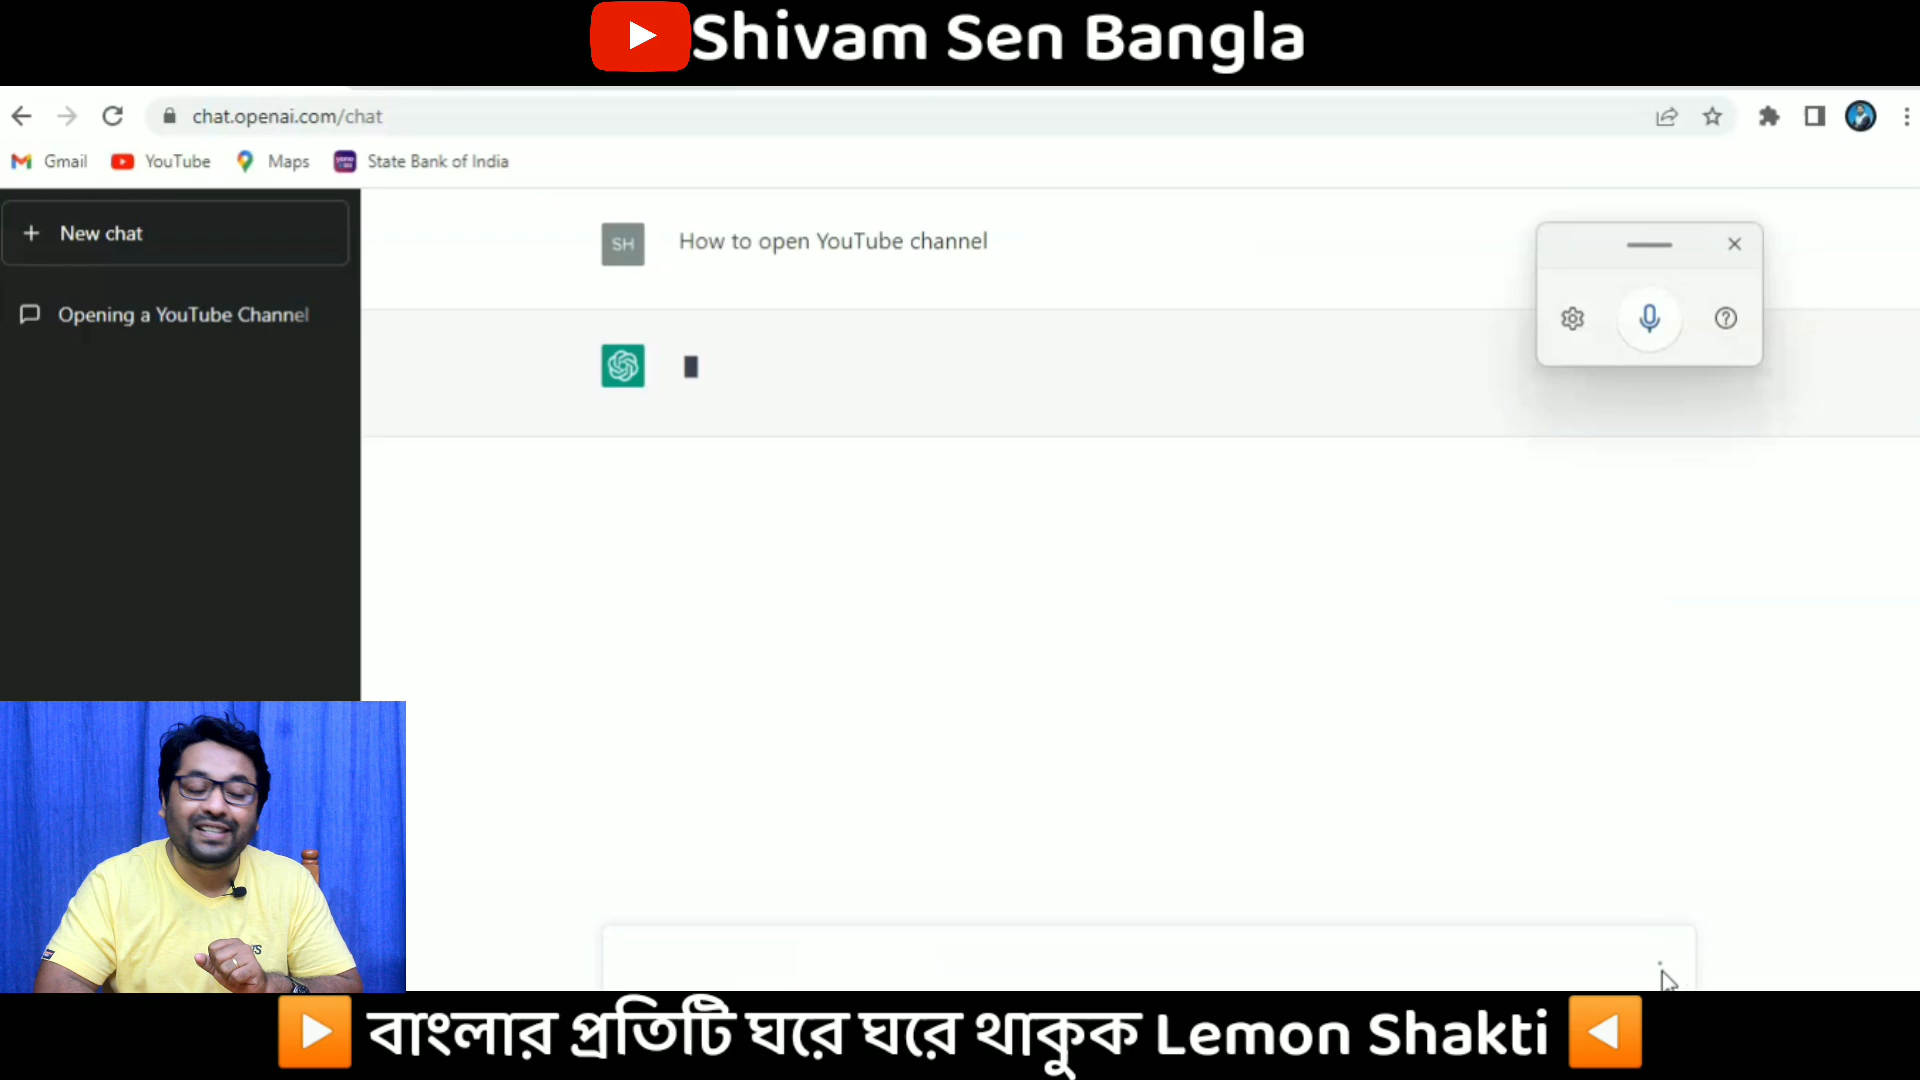 Shivam Sen Bangla
chat.openai.com/chat
Gmail YouTube Maps State Bank of India
New chat
SH How to open YouTube channel
Opening a YouTube Channel
বাংলার প্রতিটি ঘরে ঘরে থাকুক Lemon Shakti